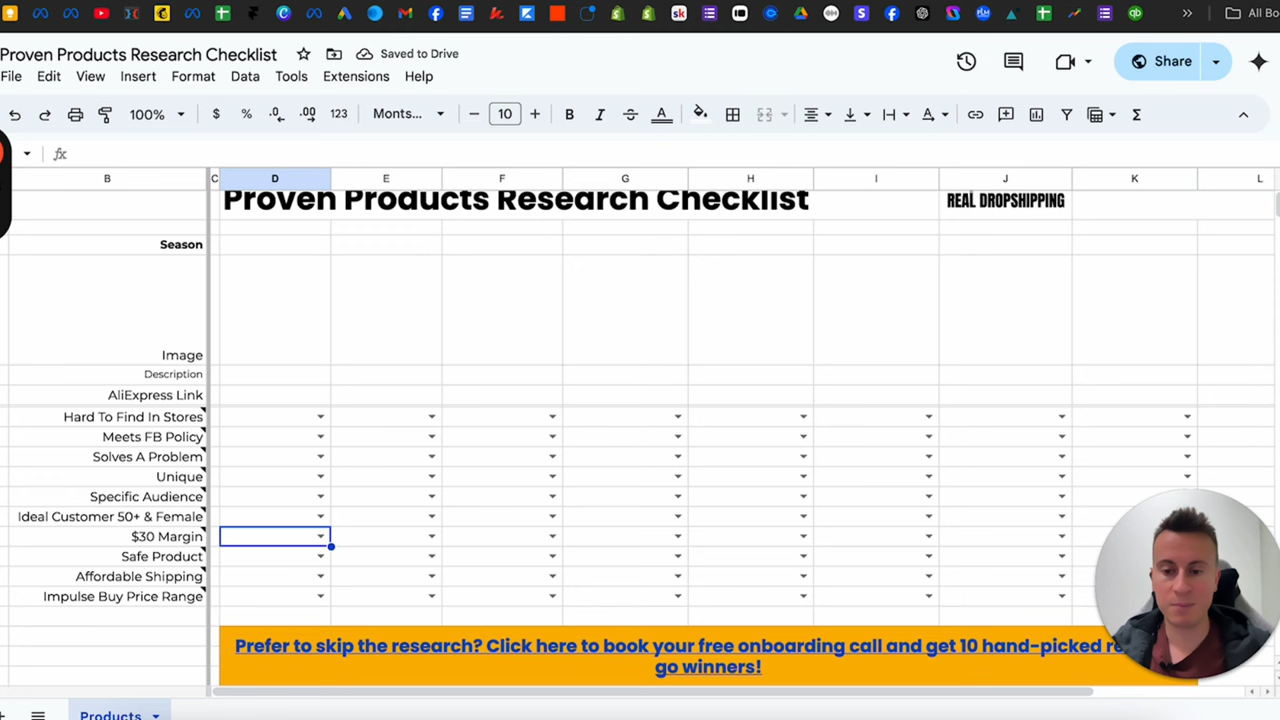 All Bo
Proven Products Research Checklist
Saved to Drive
File Edit View Insert Format Data Tools Extensions Help
Share
100% $ % .0 .00 123 Monts... 10 B I S A
fx
B C D E F G H I J K L
Proven Products Research Checklist
REAL DROPSHIPPING
Season
Image
Description
AliExpress Link
Hard To Find In Stores
Meets FB Policy
Solves A Problem
Unique
Specific Audience
Ideal Customer 50+ & Female
$30 Margin
Safe Product
Affordable Shipping
Impulse Buy Price Range
Prefer to skip the research? Click here to book your free onboarding call and get 10 hand-picked re
go winners!
Products